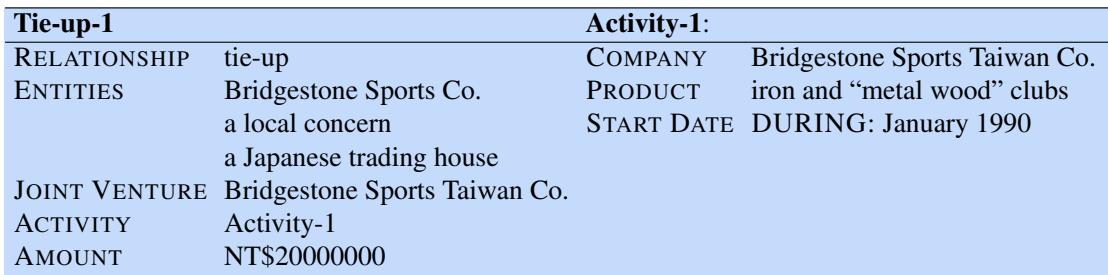 Tie-up-1 Activity-1:
RELATIONSHIP tie-up COMPANY Bridgestone Sports Taiwan Co.
ENTITIES Bridgestone Sports Co. PRODUCT iron and “metal wood” clubs
a local concern START DATE DURING: January 1990
a Japanese trading house
JOINT VENTURE Bridgestone Sports Taiwan Co.
ACTIVITY Activity-1
AMOUNT NT$20000000